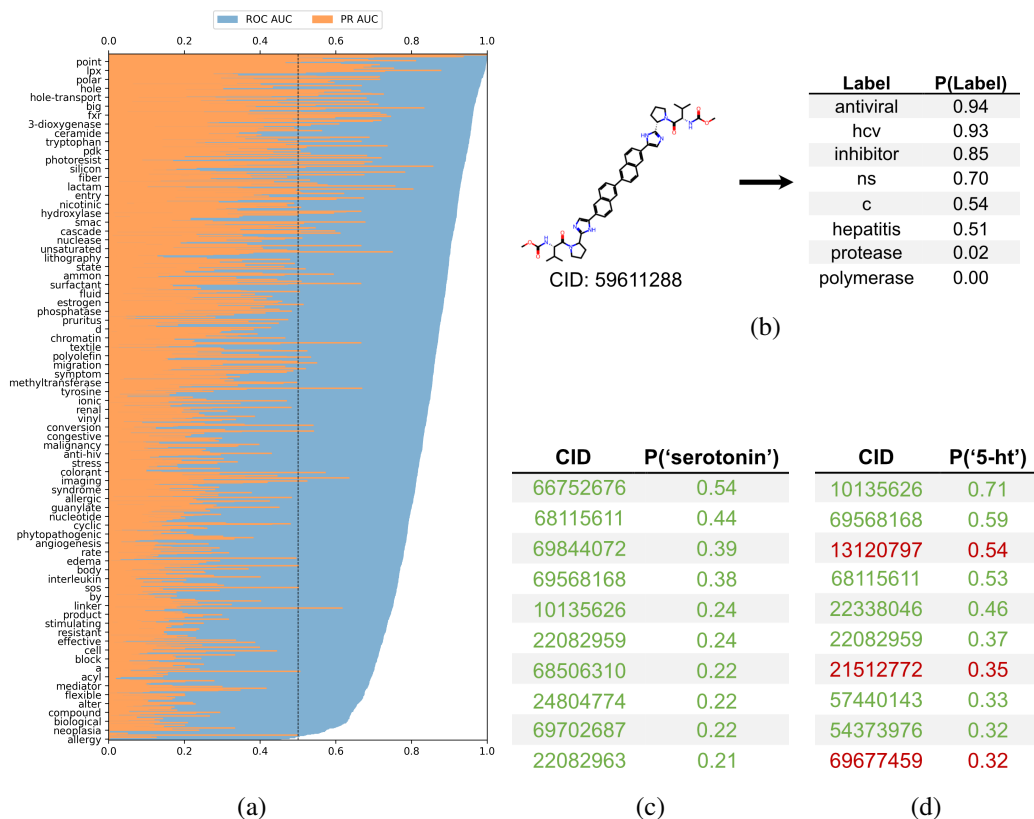 ROC AUC PR AUC
0.0 0.2 0.4 0.6 0.8 1.0
point
lpx
polar
hole
hole-transport
big
fxr
3-dioxygenase
ceramide
tryptophan
pdk
photoresist
silicon
fiber
lactam
entry
nicotinic
hydroxylase
smac
cascade
nuclease
unsaturated
lithography
state
ammon
surfactant
fluid
estrogen
phosphatase
pruritus
d
chromatin
textile
polyolefin
migration
symptom
methyltransferase
tyrosine
ionic
renal
vinyl
conversion
congestive
malignancy
anti-hiv
stress
colorant
imaging
syndrome
allergic
guanylate
nucleotide
cyclic
phytopathogenic
angiogenesis
rate
edema
body
interleukin
sos
by
linker
product
stimulating
resistant
effective
cell
block
a
acyl
mediator
flexible
alter
compound
biological
neoplasia
allergy
0.0 0.2 0.4 0.6 0.8 1.0
(a)
CID: 59611288
Label P(Label)
antiviral 0.94
hcv 0.93
inhibitor 0.85
ns 0.70
c 0.54
hepatitis 0.51
protease 0.02
polymerase 0.00
(b)
CID P('serotonin')
66752676 0.54
68115611 0.44
69844072 0.39
69568168 0.38
10135626 0.24
22082959 0.24
68506310 0.22
24804774 0.22
69702687 0.22
22082963 0.21
(c)
CID P('5-ht')
10135626 0.71
69568168 0.59
13120797 0.54
68115611 0.53
22338046 0.46
22082959 0.37
21512772 0.35
57440143 0.33
54373976 0.32
69677459 0.32
(d)